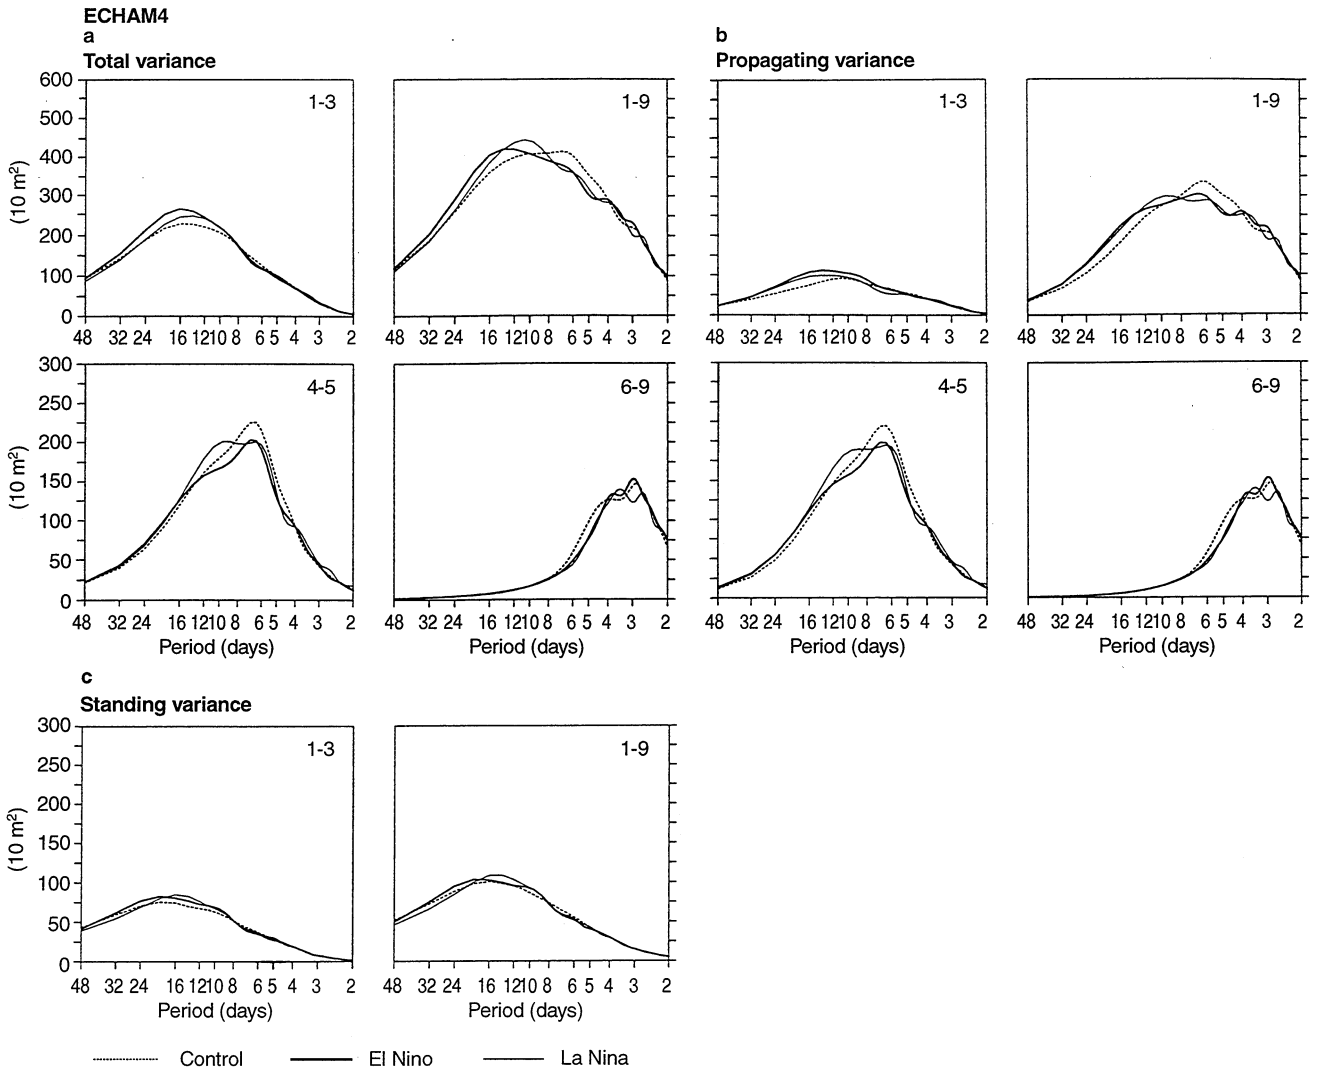 ECHAM4
a
Total variance
b
Propagating variance
600
500
400
300
200
100
0
(10 m²)
1-3
1-9
1-3
1-9
48 32 24 16 12 10 8 6 5 4 3 2
48 32 24 16 12 10 8 6 5 4 3 2
48 32 24 16 12 10 8 6 5 4 3 2
48 32 24 16 12 10 8 6 5 4 3 2
300
250
200
150
100
50
0
(10 m²)
4-5
6-9
4-5
6-9
48 32 24 16 12 10 8 6 5 4 3 2
48 32 24 16 12 10 8 6 5 4 3 2
48 32 24 16 12 10 8 6 5 4 3 2
48 32 24 16 12 10 8 6 5 4 3 2
Period (days)
Period (days)
Period (days)
Period (days)
c
Standing variance
300
250
200
150
100
50
0
(10 m²)
1-3
1-9
48 32 24 16 12 10 8 6 5 4 3 2
48 32 24 16 12 10 8 6 5 4 3 2
Period (days)
Period (days)
Control
El Nino
La Nina